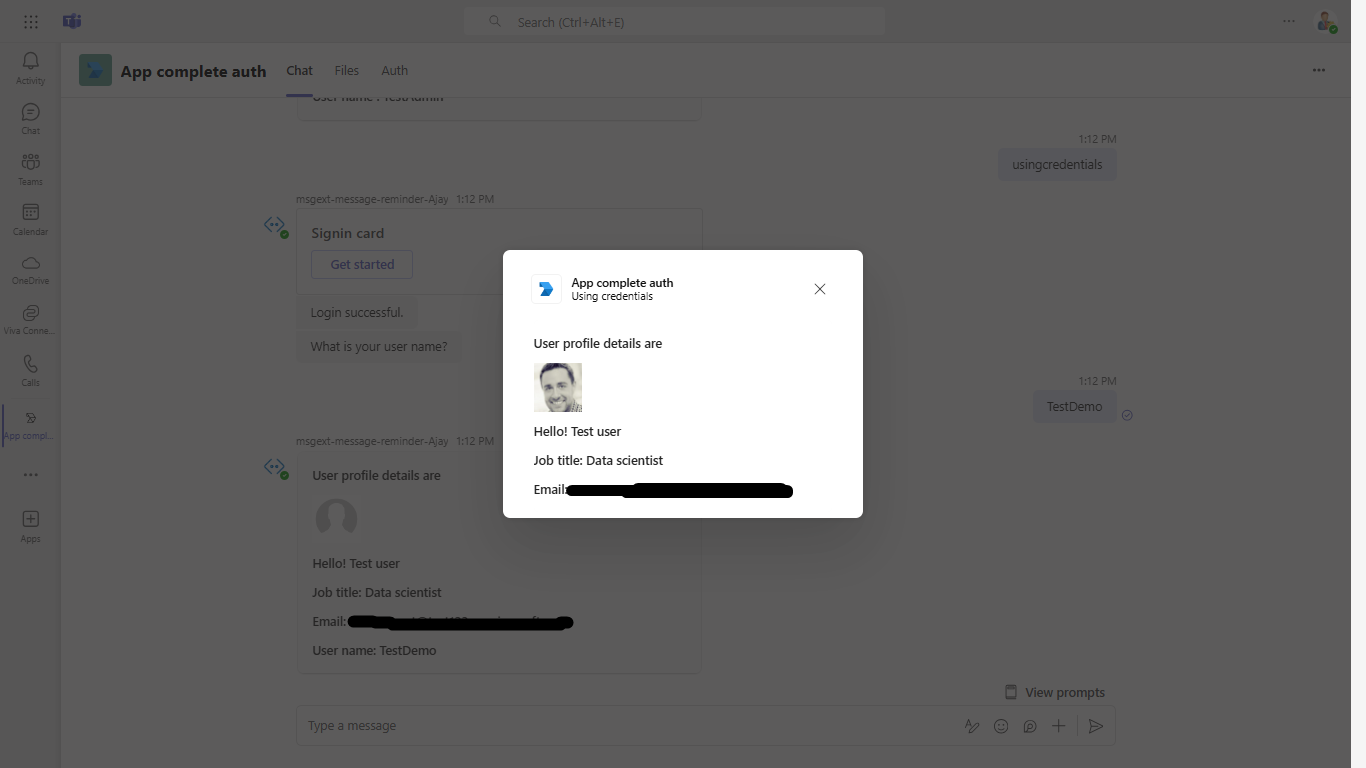 Search (Ctrl+Alt+E)
App complete auth
Chat
Files
Auth
Activity
Chat
Teams
Calendar
OneDrive
Viva Conne...
Calls
App compl...
Apps
User name : TestAdmin
1:12 PM
usingcredentials
msgext-message-reminder-Ajay 1:12 PM
Signin card
Get started
Login successful.
What is your user name?
1:12 PM
TestDemo
msgext-message-reminder-Ajay 1:12 PM
User profile details are
Hello! Test user
Job title: Data scientist
Email:
User name: TestDemo
App complete auth
Using credentials
User profile details are
Hello! Test user
Job title: Data scientist
Email:
View prompts
Type a message